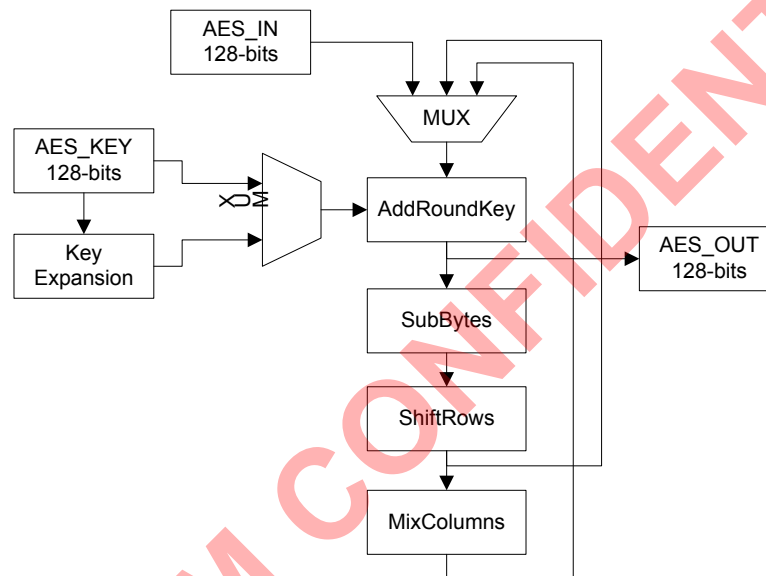 AES_IN
128-bits
MUX
AES_KEY
128-bits
MUX
AddRoundKey
Key
Expansion
AES_OUT
128-bits
SubBytes
ShiftRows
MixColumns
M CONFIDENT